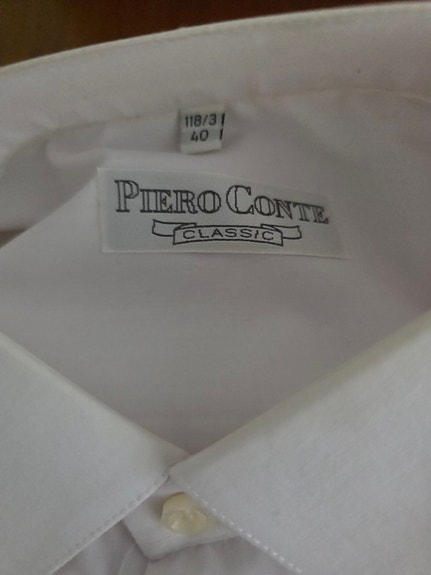 118/3
40
PIERO CONTE
CLASSIC